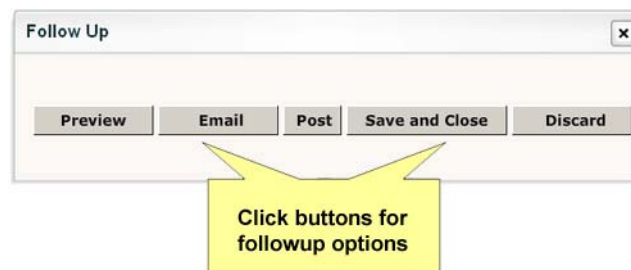 Follow Up
Preview Email Post Save and Close Discard
Click buttons for
followup options